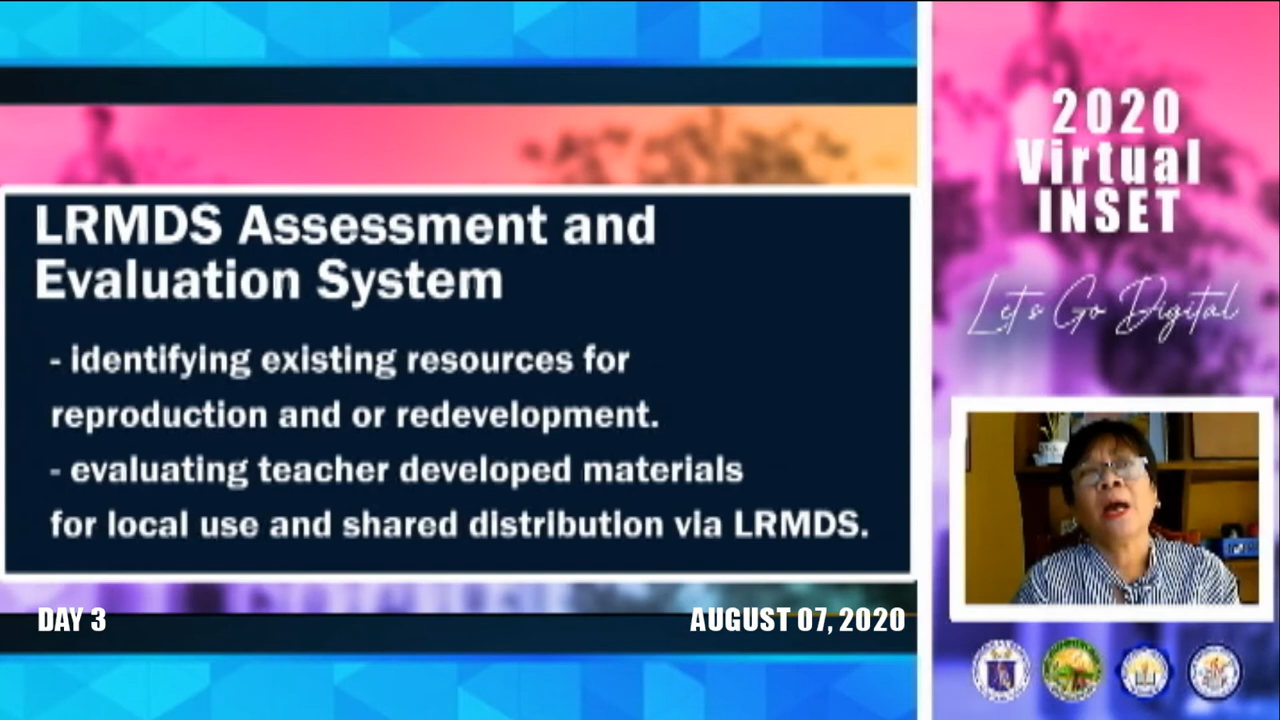 LRMDS Assessment and
Evaluation System
- identifying existing resources for
reproduction and or redevelopment.
- evaluating teacher developed materials
for local use and shared distribution via LRMDS.
DAY 3
AUGUST 07, 2020
2020
Virtual
INSET
Let's Go Digital